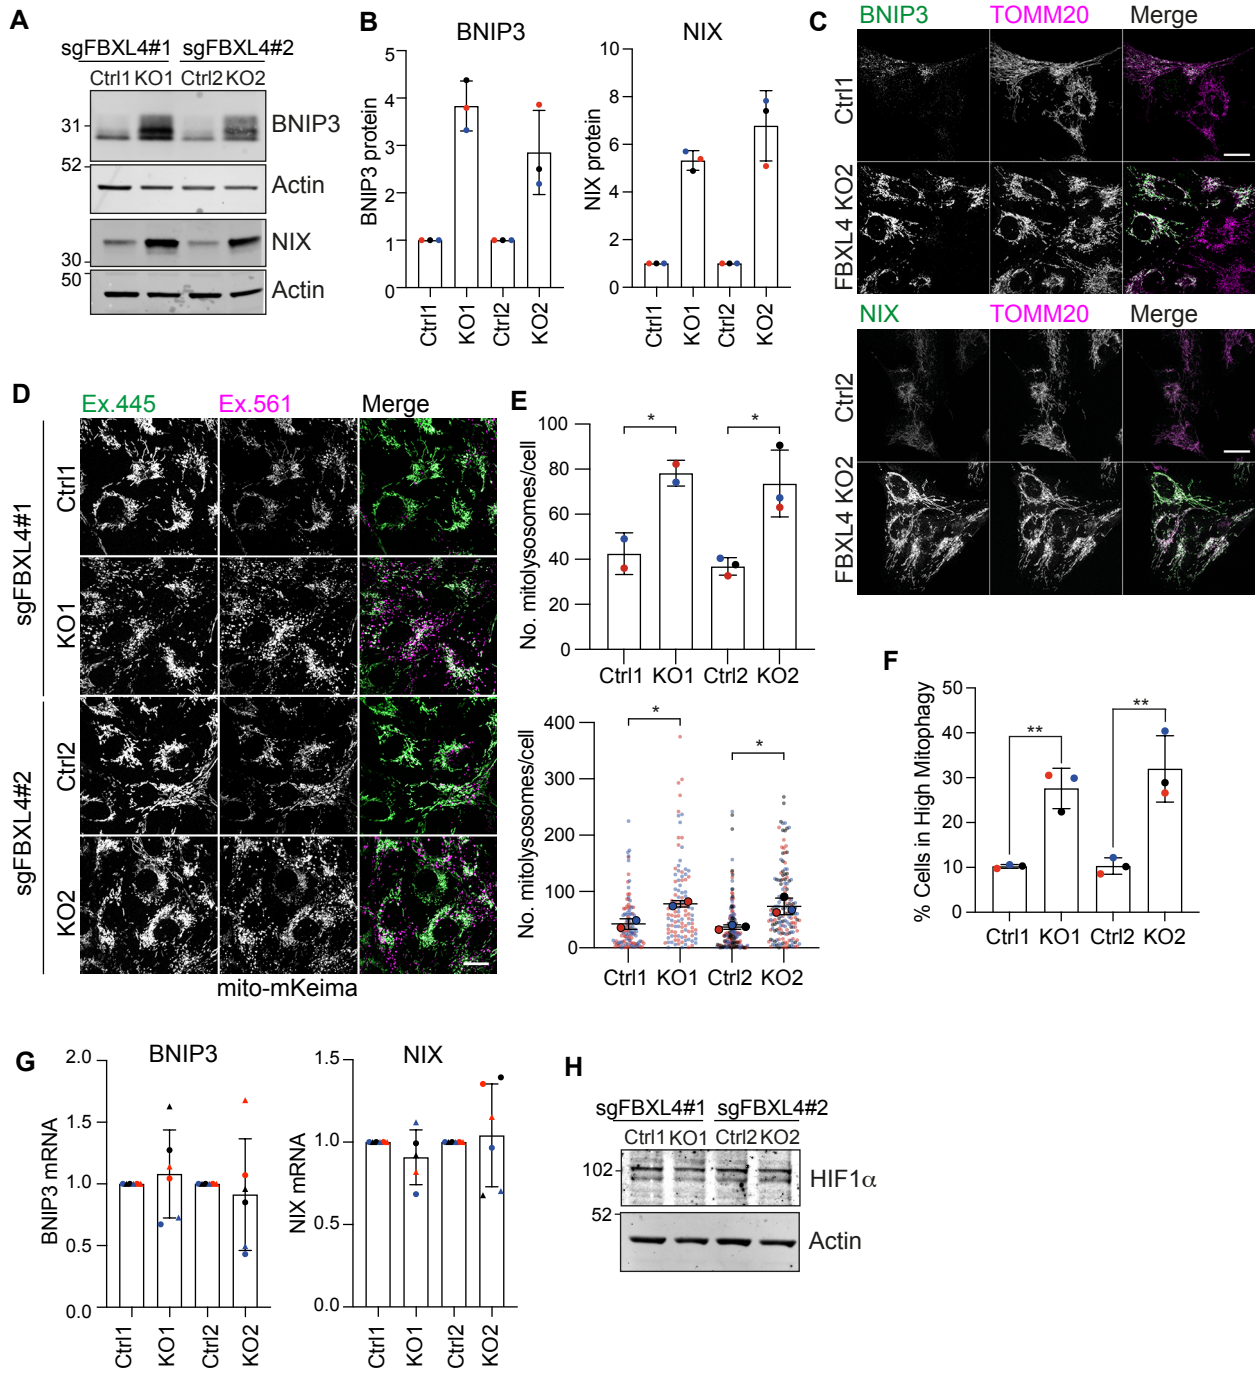 A
sgFBXL4#1 sgFBXL4#2
Ctrl1 KO1 Ctrl2 KO2
31
BNIP3
52
Actin
NIX
30
50
Actin
B
BNIP3
BNIP3 protein
5
4
3
2
1
0
Ctrl1 KO1 Ctrl2 KO2
NIX
NIX protein
10
8
6
4
2
0
Ctrl1 KO1 Ctrl2 KO2
C
BNIP3 TOMM20 Merge
Ctrl1
FBXL4 KO2
NIX TOMM20 Merge
Ctrl2
FBXL4 KO2
D
Ex.445 Ex.561 Merge
sgFBXL4#1
Ctrl1
KO1
sgFBXL4#2
Ctrl2
KO2
mito-mKeima
E
No. mitolysosomes/cell
100
80
60
40
20
0
* *
Ctrl1 KO1 Ctrl2 KO2
No. mitolysosomes/cell
400
300
200
100
0
* *
Ctrl1 KO1 Ctrl2 KO2
F
% Cells in High Mitophagy
50
40
30
20
10
0
** **
Ctrl1 KO1 Ctrl2 KO2
G
BNIP3
BNIP3 mRNA
2.0
1.5
1.0
0.5
0.0
Ctrl1 KO1 Ctrl2 KO2
NIX
NIX mRNA
1.5
1.0
0.5
0.0
Ctrl1 KO1 Ctrl2 KO2
H
sgFBXL4#1 sgFBXL4#2
Ctrl1 KO1 Ctrl2 KO2
102
HIF1α
52
Actin